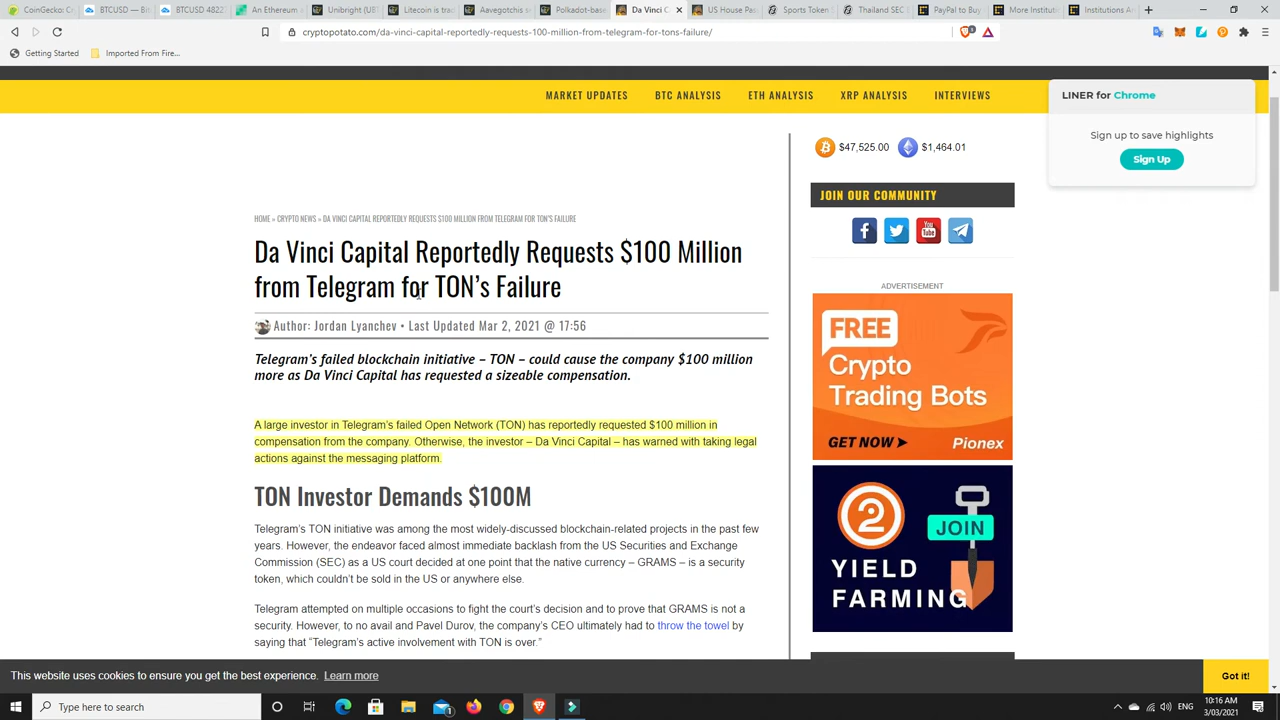 CoinGecko: C
BTCUSD — Bi
BTCUSD 4822
An Ethereum
Unibright (UB
Litecoin is tra
Aavegotchi's
Polkadot-base
Da Vinci C
US House Pan
Sports Token S
Thailand SEC
PayPal to Buy
More Institut
Institutions Ar
cryptopotato.com/da-vinci-capital-reportedly-requests-100-million-from-telegram-for-tons-failure/
Getting Started
Imported From Fire...
MARKET UPDATES
BTC ANALYSIS
ETH ANALYSIS
XRP ANALYSIS
INTERVIEWS
LINER for Chrome
Sign up to save highlights
Sign Up
$47,525.00
$1,464.01
JOIN OUR COMMUNITY
You
Tube
HOME » CRYPTO NEWS » DA VINCI CAPITAL REPORTEDLY REQUESTS $100 MILLION FROM TELEGRAM FOR TON'S FAILURE
Da Vinci Capital Reportedly Requests $100 Million
from Telegram for TON's Failure
Author: Jordan Lyanchev • Last Updated Mar 2, 2021 @ 17:56
Telegram's failed blockchain initiative – TON – could cause the company $100 million
more as Da Vinci Capital has requested a sizeable compensation.
A large investor in Telegram's failed Open Network (TON) has reportedly requested $100 million in
compensation from the company. Otherwise, the investor – Da Vinci Capital – has warned with taking legal
actions against the messaging platform.
TON Investor Demands $100M
Telegram's TON initiative was among the most widely-discussed blockchain-related projects in the past few
years. However, the endeavor faced almost immediate backlash from the US Securities and Exchange
Commission (SEC) as a US court decided at one point that the native currency – GRAMS – is a security
token, which couldn't be sold in the US or anywhere else.
Telegram attempted on multiple occasions to fight the court's decision and to prove that GRAMS is not a
security. However, to no avail and Pavel Durov, the company's CEO ultimately had to throw the towel by
saying that "Telegram's active involvement with TON is over."
ADVERTISEMENT
FREE
Crypto
Trading Bots
GET NOW
Pionex
2
JOIN
YIELD
FARMING
This website uses cookies to ensure you get the best experience. Learn more
Got it!
Type here to search
ENG
10:16 AM
3/03/2021